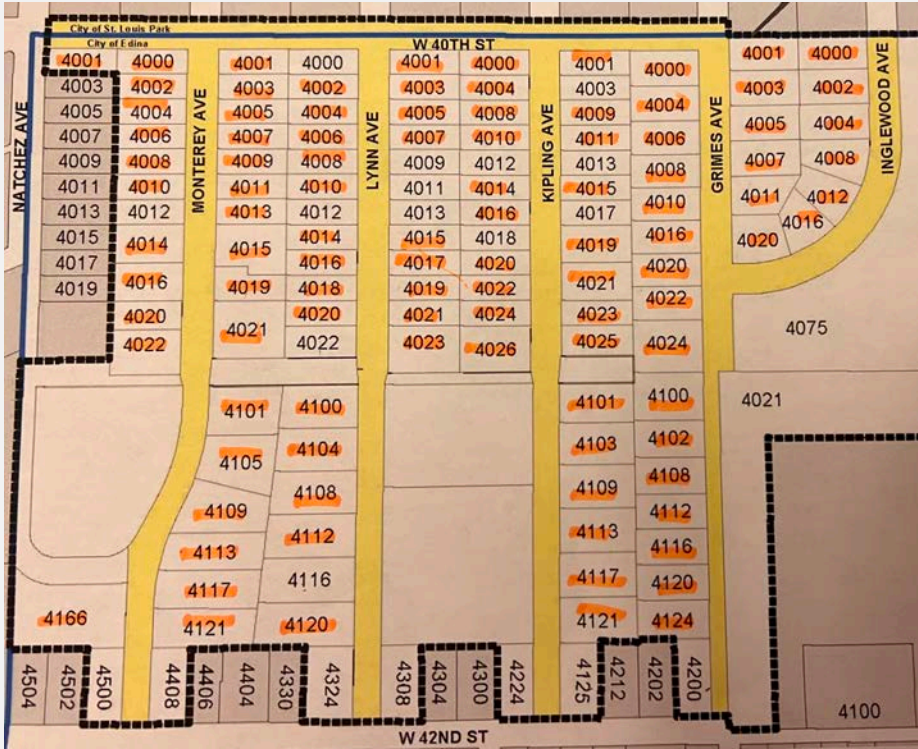 City of St. Louis Park
City of Edina
W 40TH ST
4001 4000 4001 4000 4001 4000 4001 4000 4001 4000
4003 4002 4003 4002 4003 4004 4003 4004 4003 4002
4005 4004 4005 4004 4005 4008 4009 4006 4005 4004
4007 4006 4007 4006 4007 4010 4011 4008 4007 4008
4009 4008 4009 4008 4009 4012 4013 4010 4011 4012
4011 4010 4011 4010 4011 4014 4015 4016 4020 4016
4013 4012 4013 4012 4013 4016 4017 4020
4015 4014 4015 4014 4015 4018 4019 4022
4017 4016 4019 4016 4017 4020 4021 4024
4019 4020 4021 4018 4019 4022 4023
4022 4020 4021 4024 4025
4022 4023 4026
NATCHEZ AVE
MONTEREY AVE
LYNN AVE
KIPLING AVE
GRIMES AVE
INGLEWOOD AVE
4075
4021
4101 4100 4101 4100
4105 4104 4103 4102
4109 4108 4109 4108
4113 4112 4113 4112
4117 4116 4117 4116
4121 4120 4121 4120
4124
4166
4504 4502 4500 4408 4406 4404 4330 4324 4308 4304 4300 4224 4125 4212 4202 4200
4100
W 42ND ST